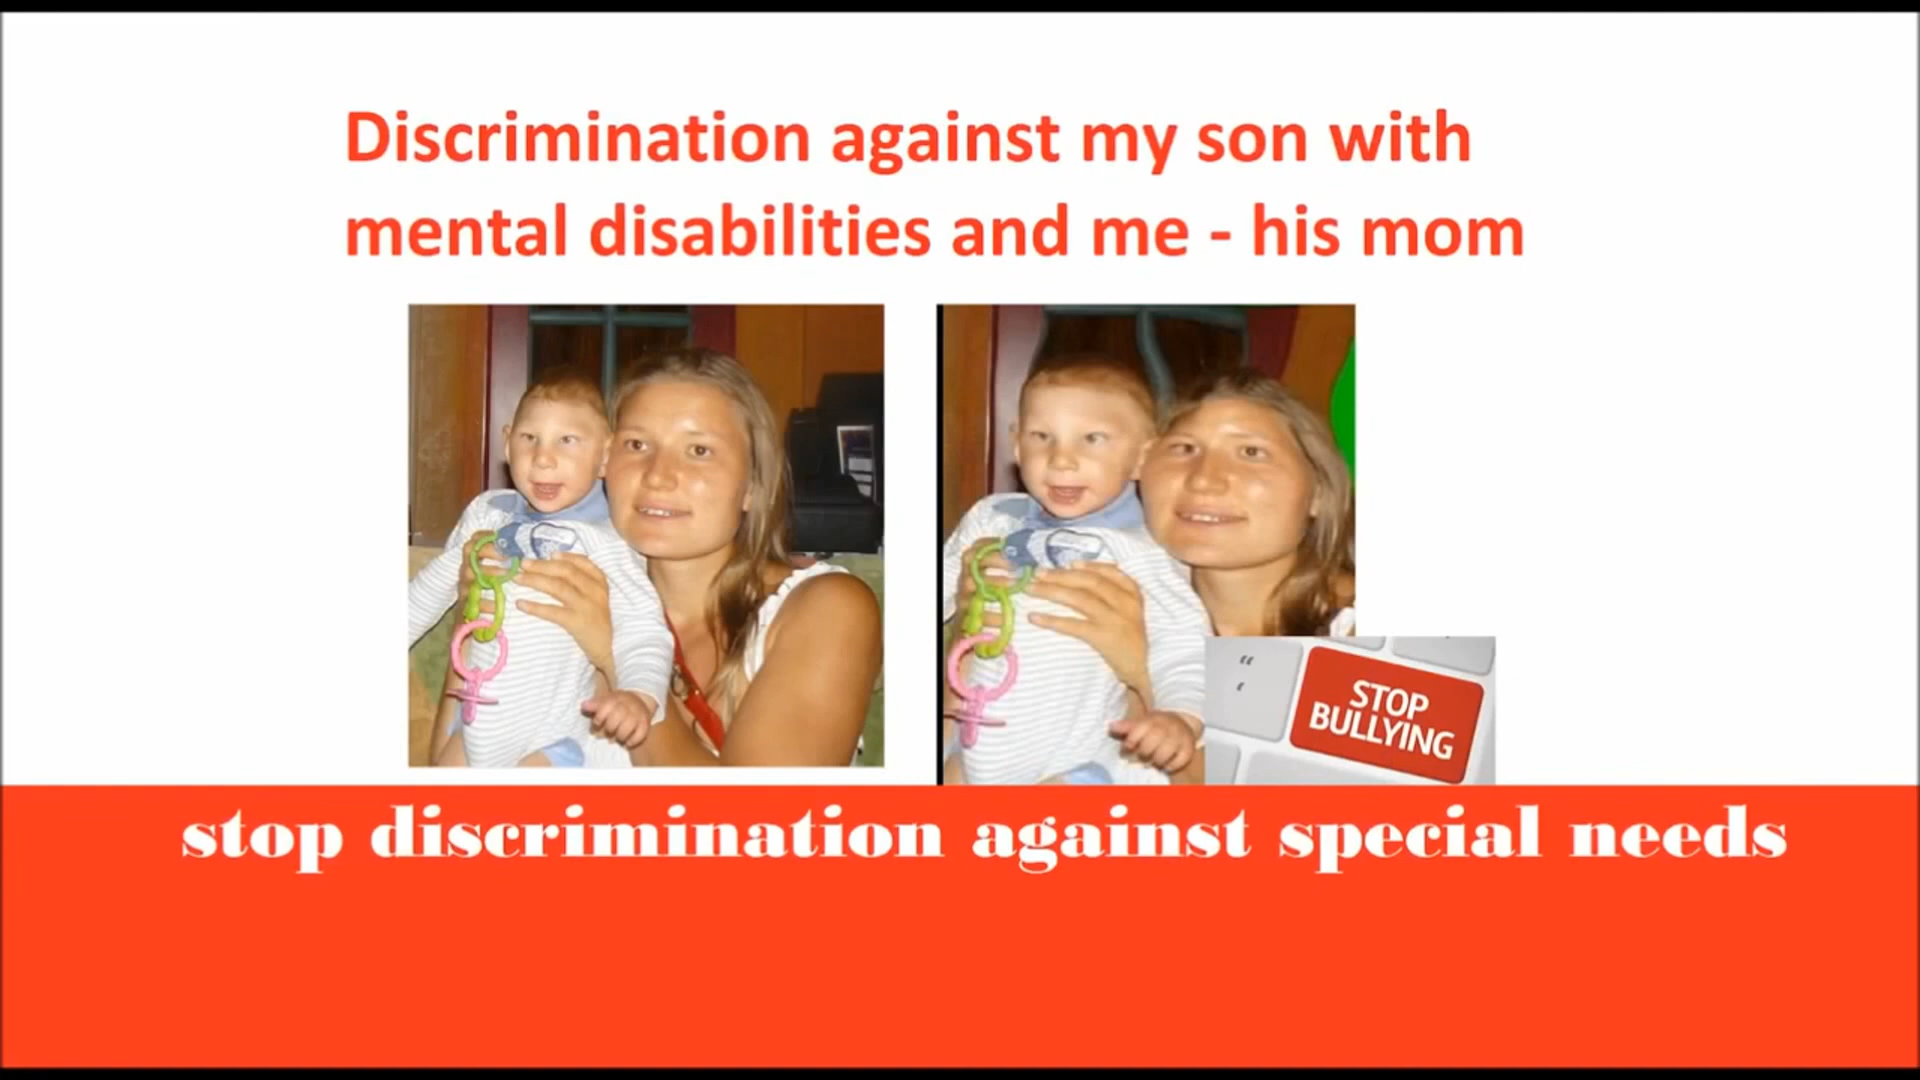 Discrimination against my son with
mental disabilities and me - his mom
STOP
BULLYING
stop discrimination against special needs